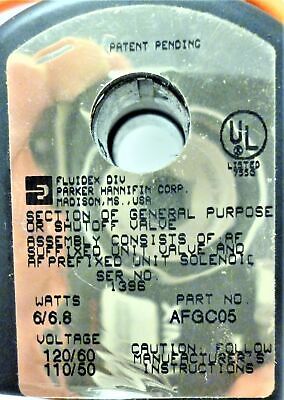 PATENT PENDING
UL
LISTED
955G
FLUIDEX DIV
PARKER HANNIFIN CORP.
MADISON, MS., USA
SECTION OF GENERAL PURPOSE
OR SHUTOFF VALVE
ASSEMBLY CONSISTS OF AF
SUFFIXED UNIT VALVE AND
AF PREFIXED UNIT SOLENOID
SER NO.
1396
WATTS
6/6.8
PART NO
AFGC05
VOLTAGE
120/60
110/50
CAUTION, FOLLOW
MANUFACTURER'S
INSTRUCTIONS